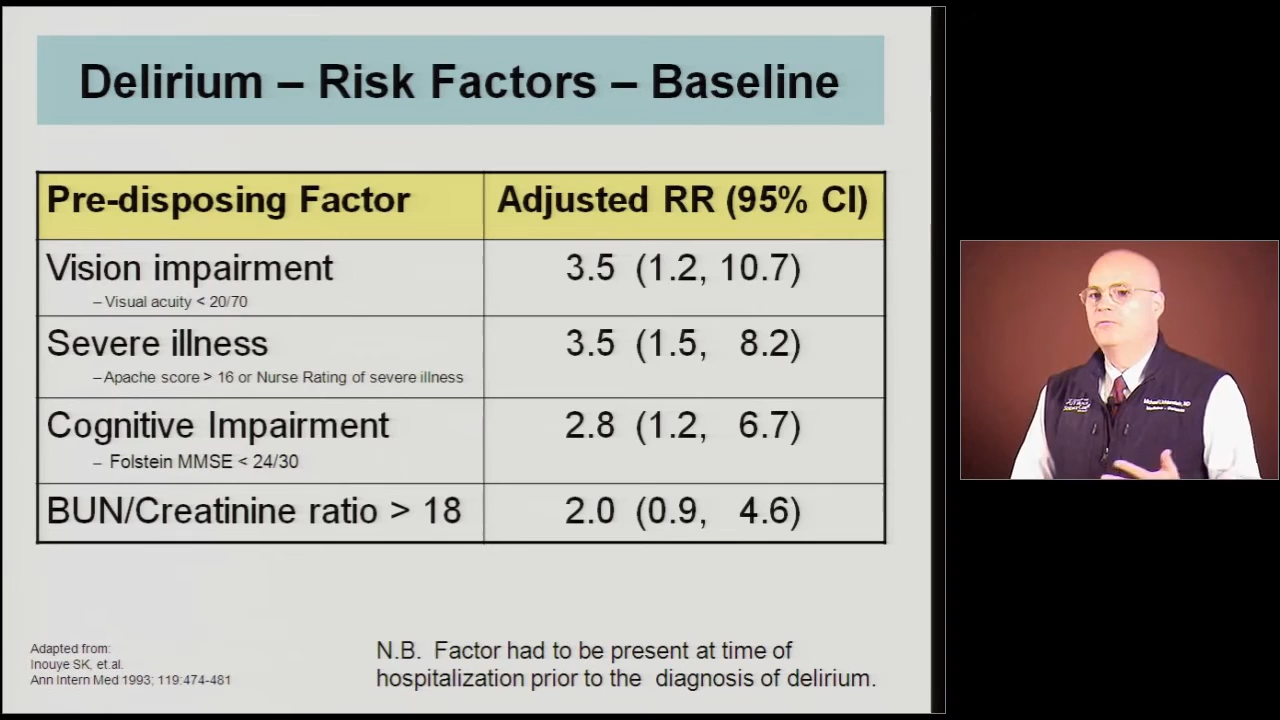 Delirium – Risk Factors – Baseline
Pre-disposing Factor Adjusted RR (95% CI)
Vision impairment 3.5 (1.2, 10.7)
– Visual acuity < 20/70
Severe illness 3.5 (1.5, 8.2)
– Apache score > 16 or Nurse Rating of severe illness
Cognitive Impairment 2.8 (1.2, 6.7)
– Folstein MMSE < 24/30
BUN/Creatinine ratio > 18 2.0 (0.9, 4.6)
Adapted from:
Inouye SK, et.al.
Ann Intern Med 1993; 119:474-481
N.B. Factor had to be present at time of
hospitalization prior to the diagnosis of delirium.